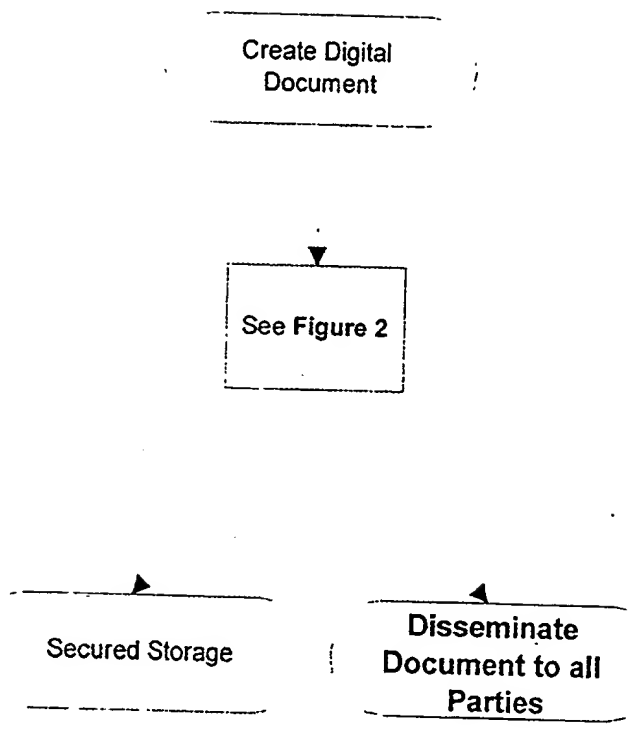 Create Digital
Document
See Figure 2
Secured Storage
Disseminate
Document to all
Parties